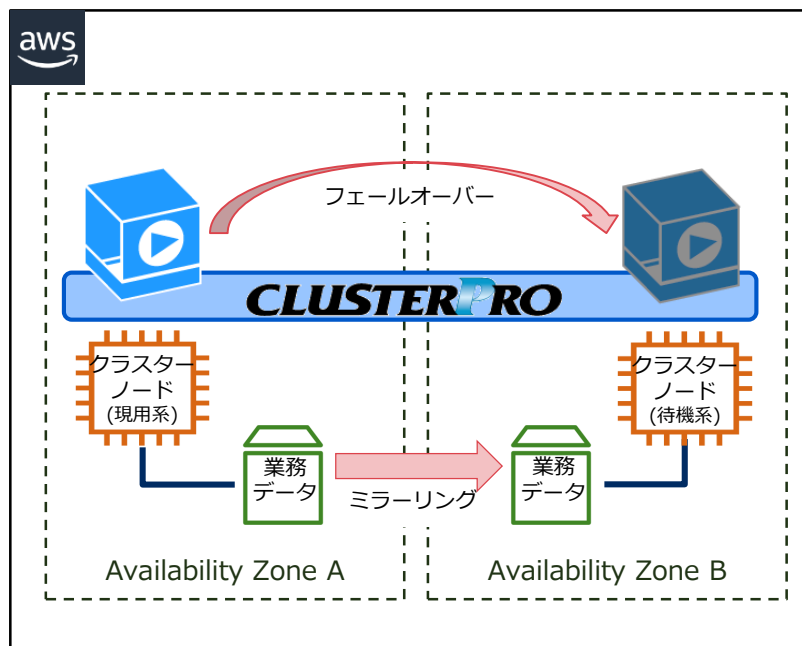 aws
フェールオーバー
CLUSTERPRO
クラスター
ノード
(現用系)
クラスター
ノード
(待機系)
業務
データ
ミラーリング
業務
データ
Availability Zone A
Availability Zone B